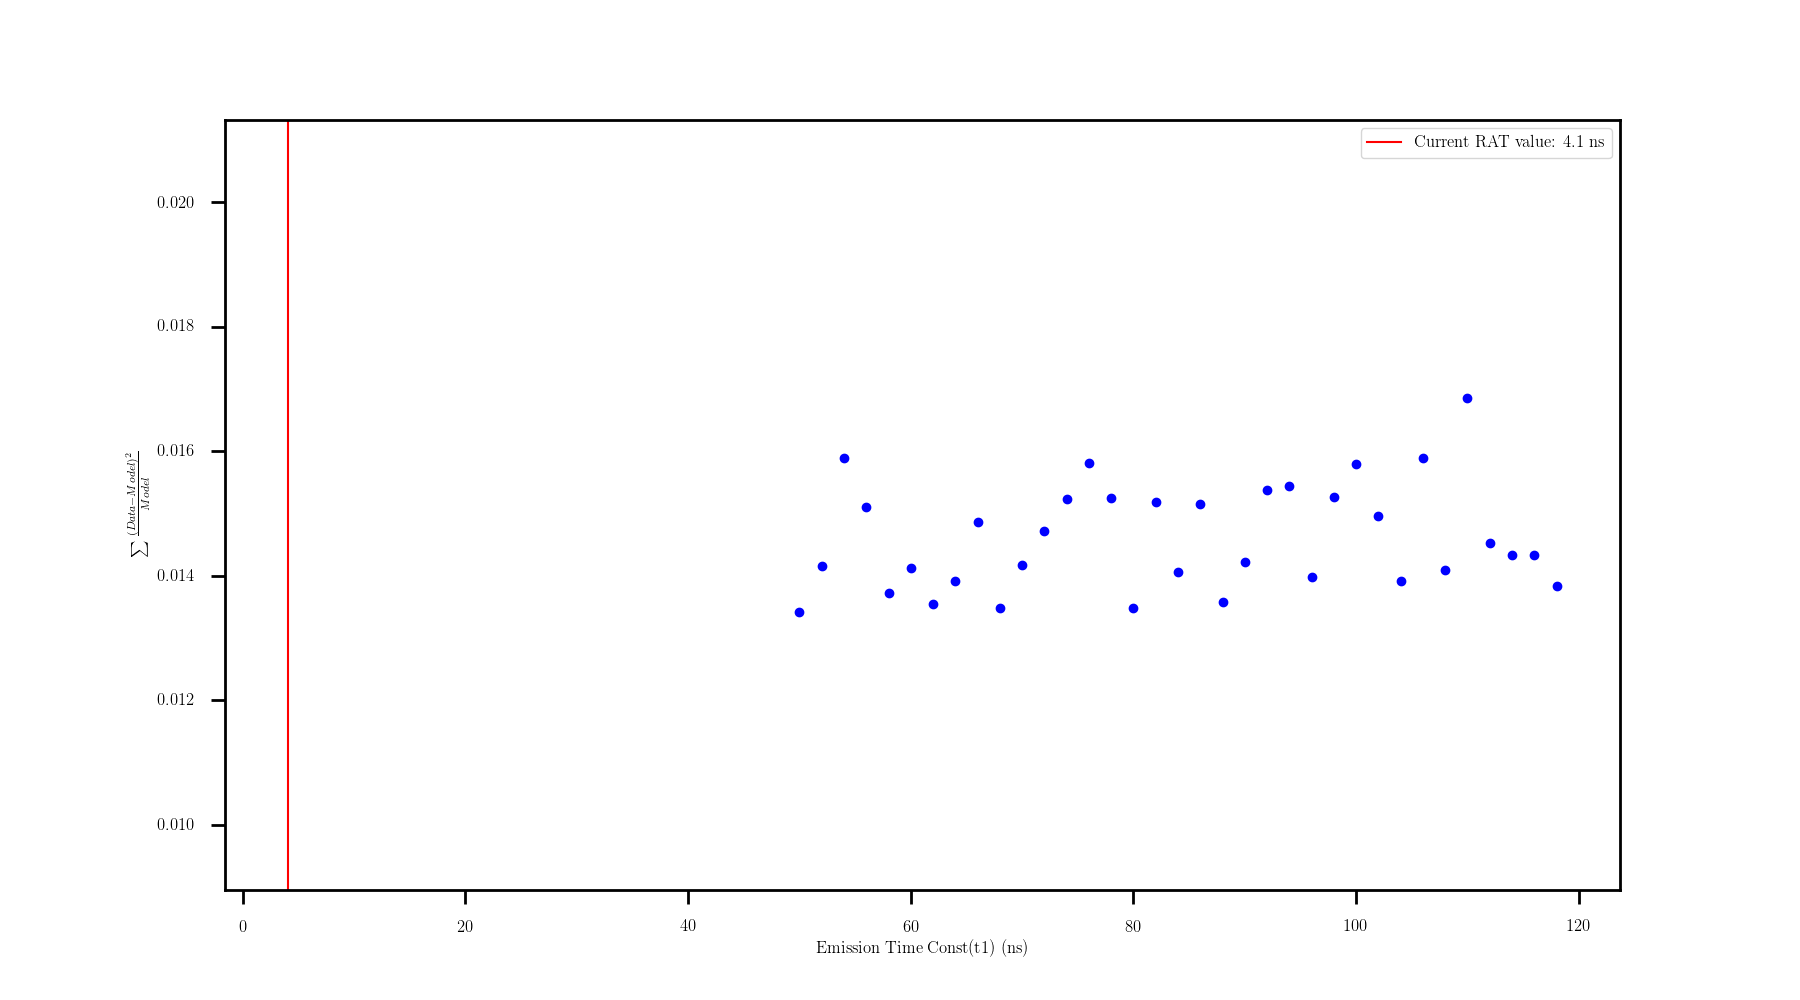 Current RAT value: 4.1 ns
0.020
0.018
0.016
0.014
0.012
0.010
∑ (Data−Model)² / Model
0 20 40 60 80 100 120
Emission Time Const(t1) (ns)